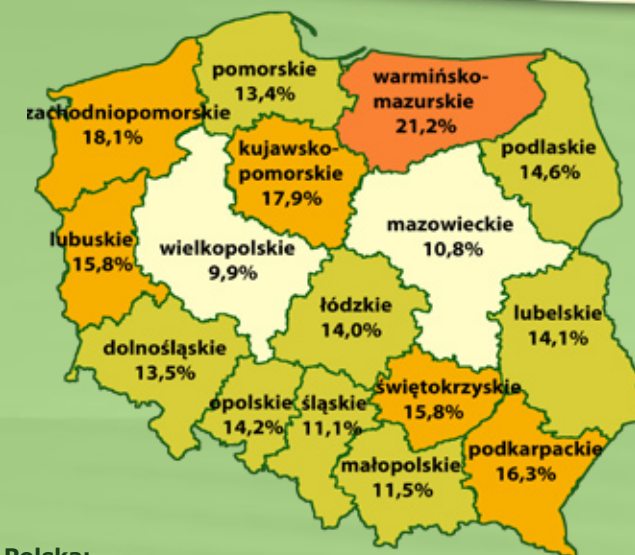 pomorskie
13,4%
warmińsko-
mazurskie
21,2%
zachodniopomorskie
18,1%
kujawsko-
pomorskie
17,9%
podlaskie
14,6%
lubuskie
15,8%
wielkopolskie
9,9%
mazowieckie
10,8%
łódzkie
14,0%
lubelskie
14,1%
dolnośląskie
13,5%
opolskie
14,2%
śląskie
11,1%
świętokrzyskie
15,8%
małopolskie
11,5%
podkarpackie
16,3%
Polska: